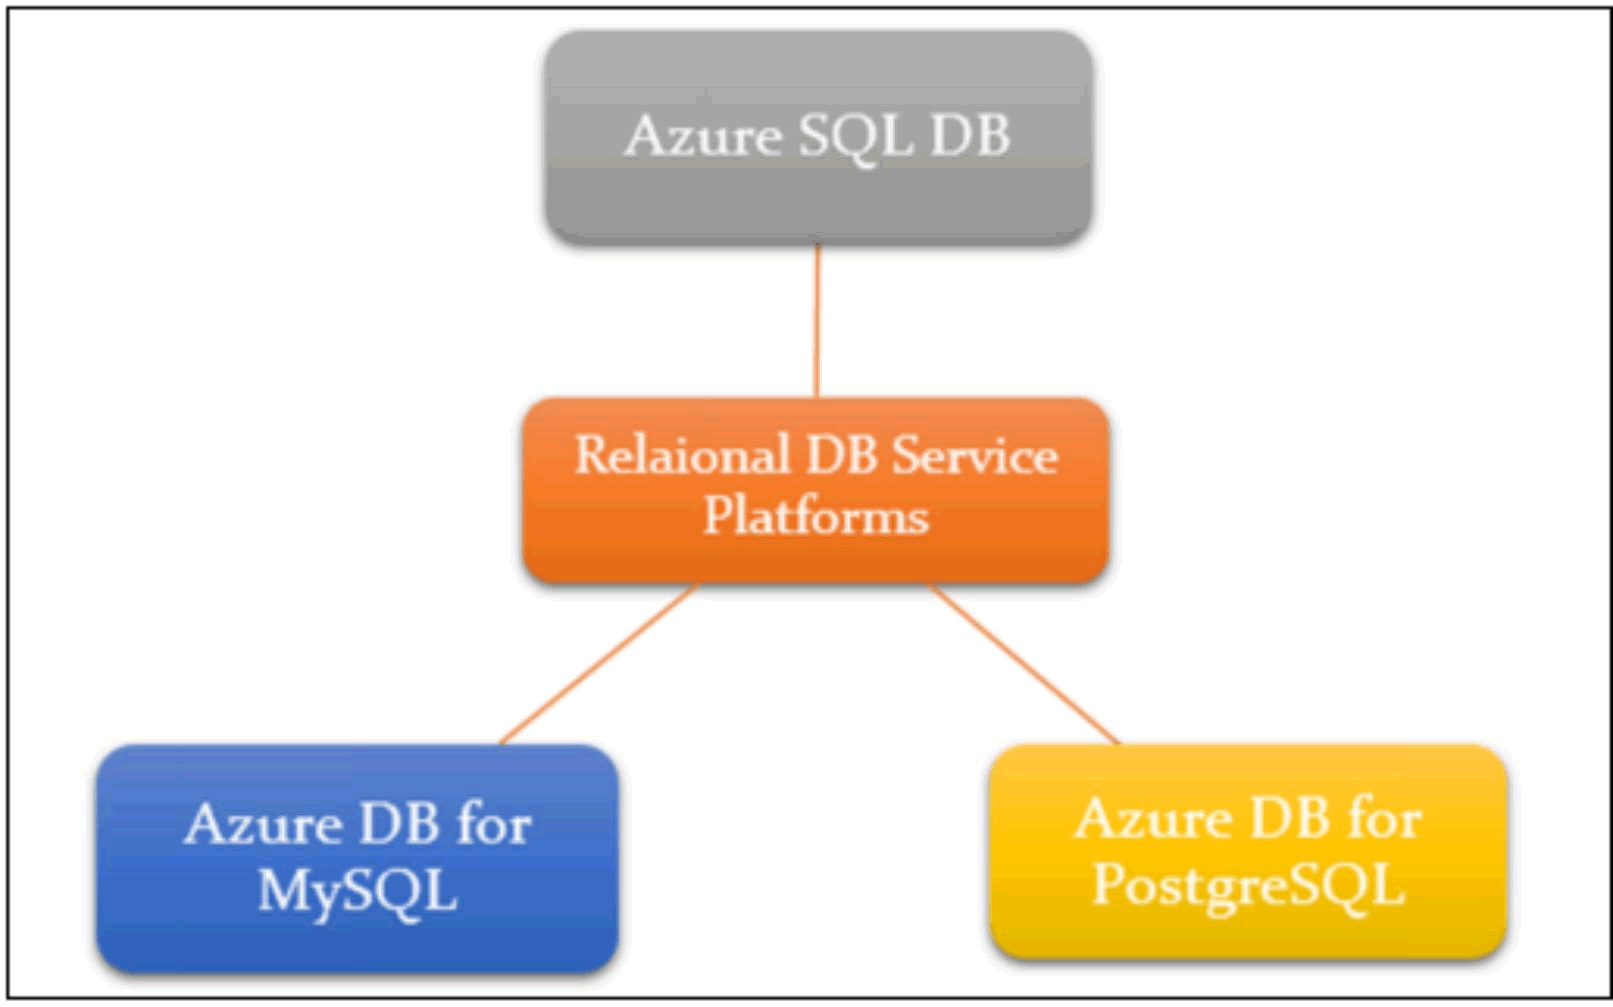 Azure SQL DB
Relaional DB Service
Platforms
Azure DB for
MySQL
Azure DB for
PostgreSQL